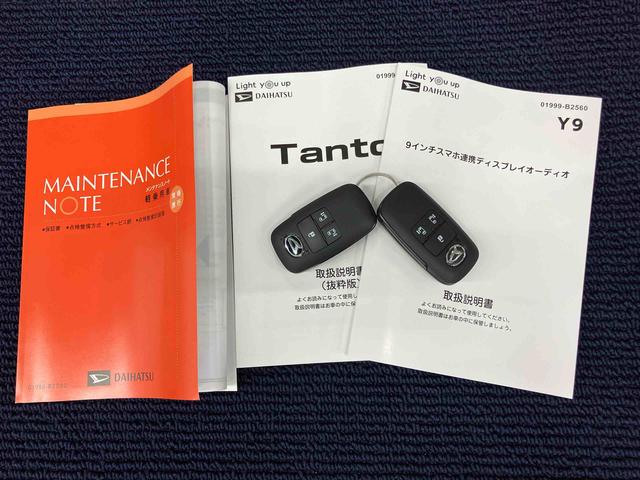 MAINTENANCE
NOTE
メンテナンスノート
軽乗用車
•保証書 •点検整備方式 •サービス網 •点検整備記録簿
DAIHATSU
01999-B2560
Light you up
DAIHATSU
01999
Tanto
取扱説明書
(抜粋版)
よくお読みになって使用し
取扱説明書はお車の中に保管
Light you up
DAIHATSU
01999-B2560
Y9
9インチスマホ連携ディスプレイオーディオ
取扱説明書
よくお読みになって使用してください。
取扱説明書はお車の中に保管しましょう。